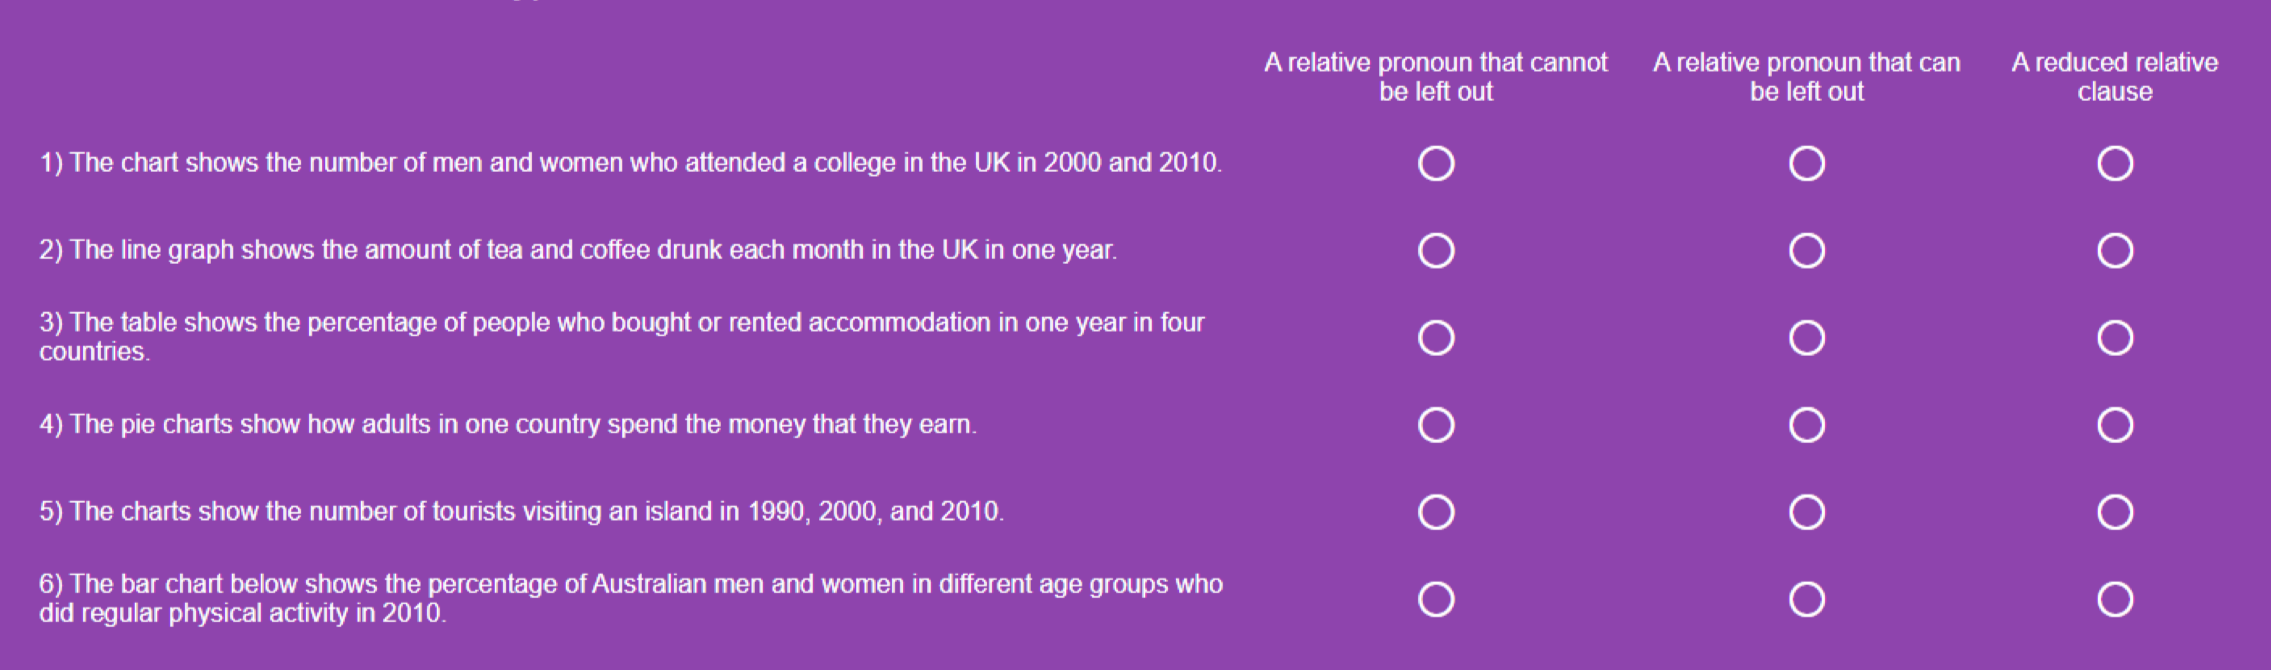 A relative pronoun that cannot
be left out
A relative pronoun that can
be left out
A reduced relative
clause
1) The chart shows the number of men and women who attended a college in the UK in 2000 and 2010.
2) The line graph shows the amount of tea and coffee drunk each month in the UK in one year.
3) The table shows the percentage of people who bought or rented accommodation in one year in four
countries.
4) The pie charts show how adults in one country spend the money that they earn.
5) The charts show the number of tourists visiting an island in 1990, 2000, and 2010.
6) The bar chart below shows the percentage of Australian men and women in different age groups who
did regular physical activity in 2010.